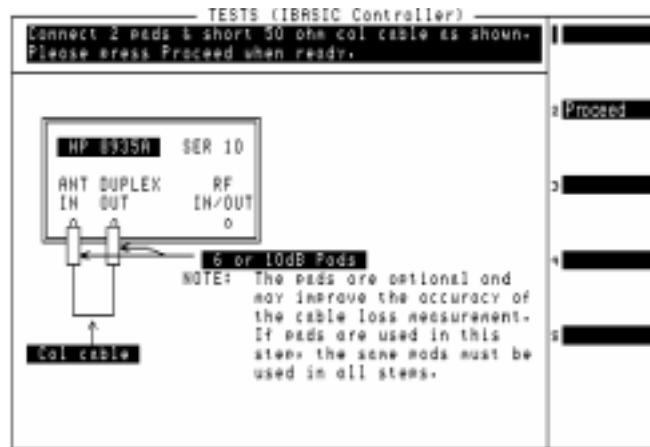 TESTS (IBASIC Controller)
Connect 2 pads & short 50 ohm cal cable as shown.
Please press Proceed when ready.
1
2 Proceed
3
4
5
HP 8935A SER 10
ANT DUPLEX RF
IN OUT IN/OUT
6 or 10dB Pads
NOTE: The pads are optional and
may improve the accuracy of
the cable loss measurement.
If pads are used in this
step, the same pads must be
used in all steps.
Cal cable